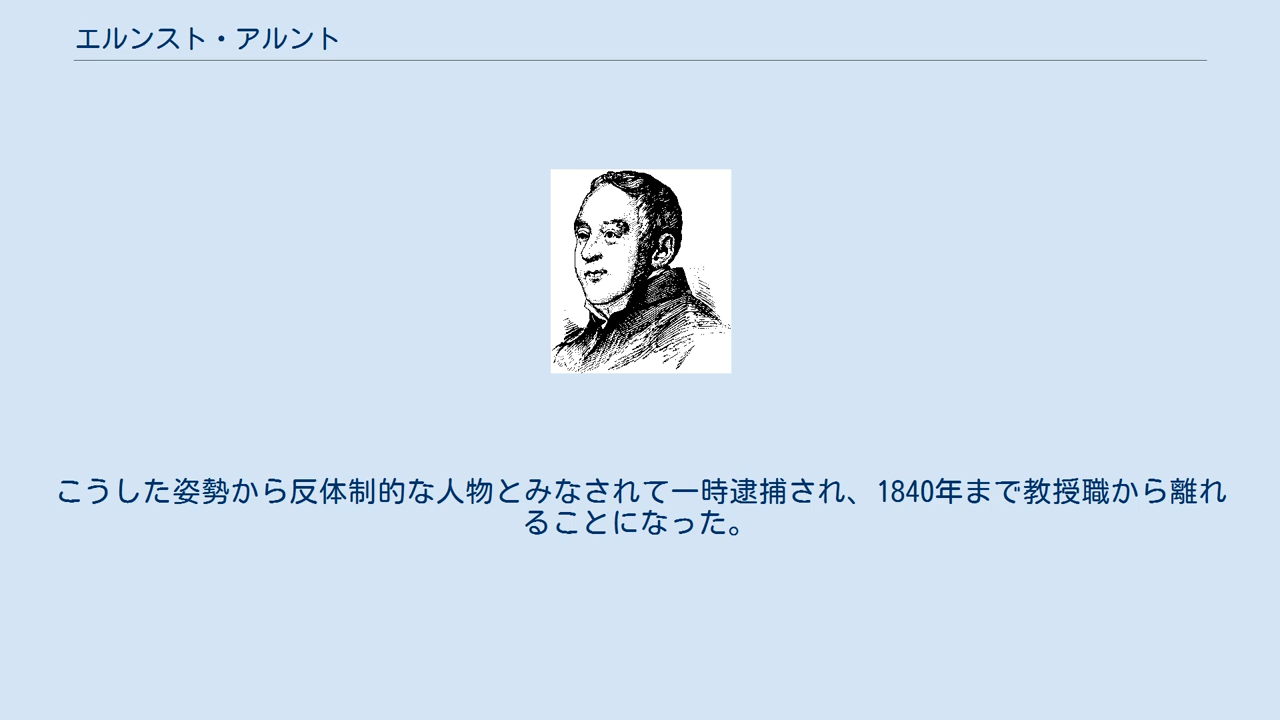 エルンスト・アルント
こうした姿勢から反体制的な人物とみなされて一時逮捕され、1840年まで教授職から離れ
ることになった。